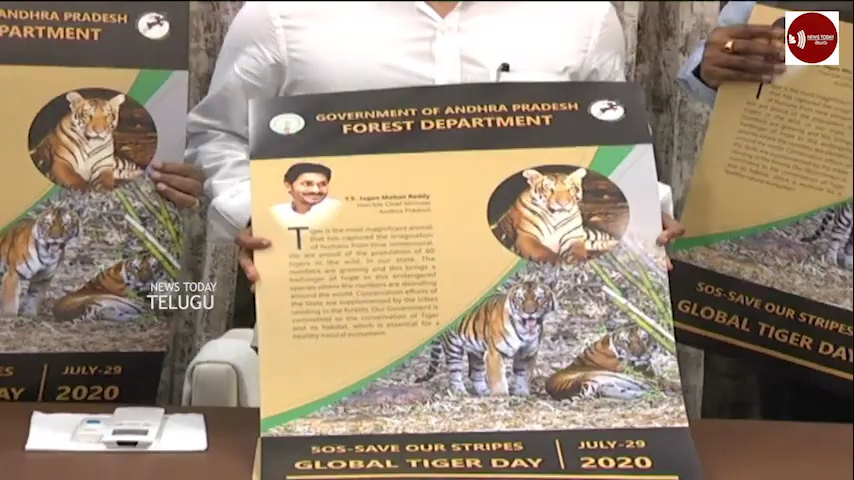 ANDHRA PRADESH
DEPARTMENT
JULY-29
2020
GOVERNMENT OF ANDHRA PRADESH
FOREST DEPARTMENT
Y.S. Jagan Mohan Reddy
Hon'ble Chief Minister
Andhra Pradesh
Tiger is the most magnificent animal
that has captured the imagination
of humans from time immemorial.
We are proud of the population of 60
tigers in the wild, in our state. The
numbers are growing and this brings a
harbinger of hope to this endangered
species where the numbers are dwindling
around the world. Conservation efforts of
the State are supplemented by the tribes
residing in the forests. Our Government is
committed to the conservation of Tiger
and its habitat, which is essential for a
healthy natural ecosystem.
SOS-SAVE OUR STRIPES
GLOBAL TIGER DAY
JULY-29
2020
SOS-SAVE OUR STRIPES
GLOBAL TIGER DAY
NEWS TODAY
TELUGU
NEWS TODAY
తెలుగు